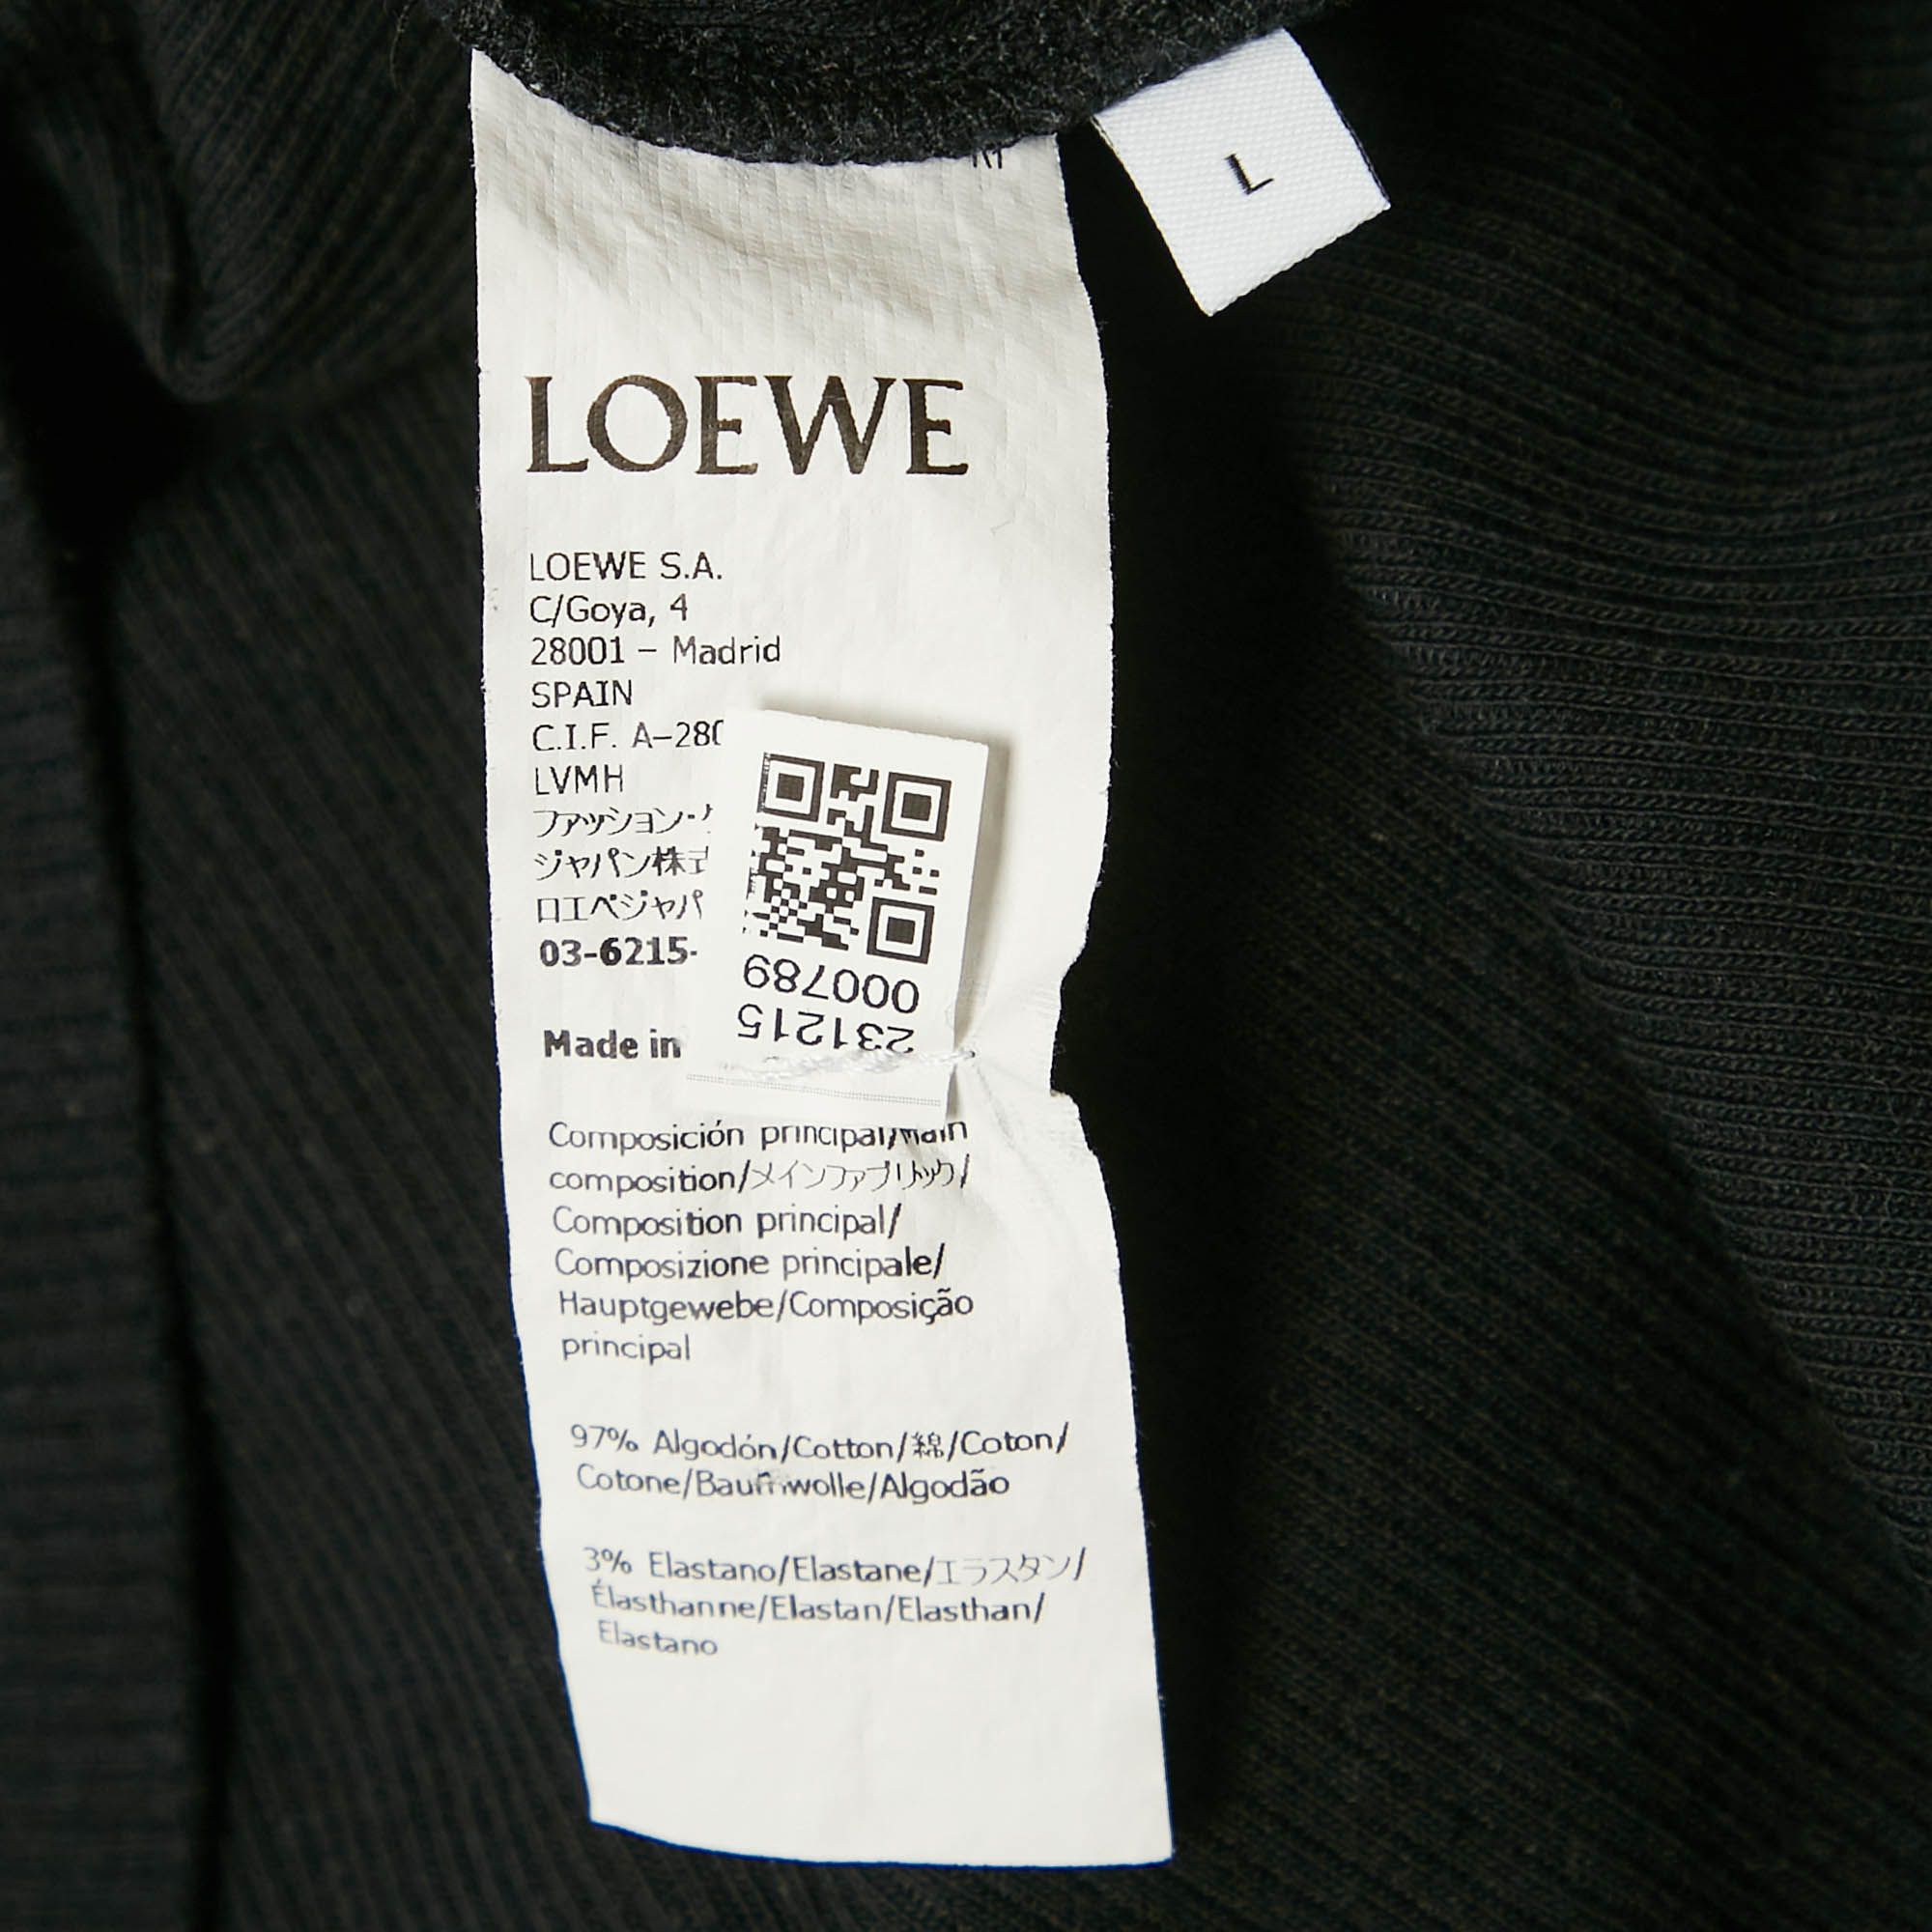 L
LOEWE
LOEWE S.A.
C/Goya, 4
28001 – Madrid
SPAIN
C.I.F. A-28
LVMH
ファッション・
ジャパン株式
ロエベジャパ
03-6215-
000789
231215
Made in
Composición principal/Main
composition/メインファブリック/
Composition principal/
Composizione principale/
Hauptgewebe/Composição
principal
97% Algodón/Cotton/綿/Coton/
Cotone/Baumwolle/Algodão
3% Elastano/Elastane/エラスタン/
Élasthanne/Elastan/Elasthan/
Elastano